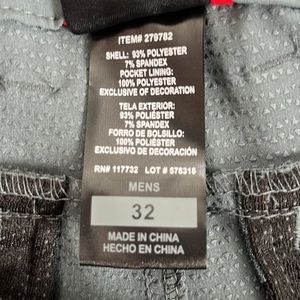 ITEM# 279782
SHELL: 93% POLYESTER
7% SPANDEX
POCKET LINING:
100% POLYESTER
EXCLUSIVE OF DECORATION
TELA EXTERIOR:
93% POLIÉSTER
7% SPANDEX
FORRO DE BOLSILLO:
100% POLIÉSTER
EXCLUSIVO DE DECORACIÓN
RN# 117732 LOT # 578318
MENS
32
MADE IN CHINA
HECHO EN CHINA